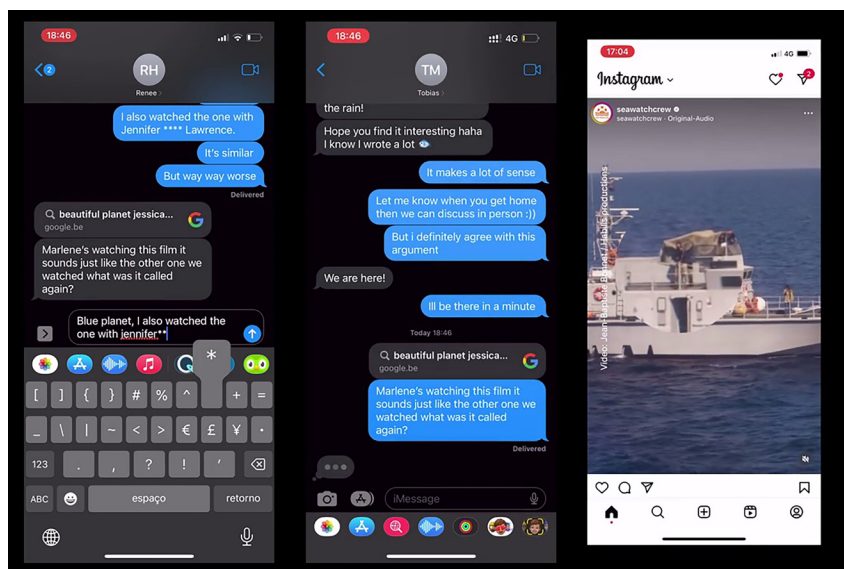 18:46
2
RH
Renee
I also watched the one with
Jennifer **** Lawrence.
It's similar
But way way worse
Delivered
beautiful planet jessica...
google.be
Marlene's watching this film it
sounds just like the other one we
watched what was it called
again?
Blue planet, I also watched the
one with jennifer**
*
[ ] { } # % ^ + =
_ \ | ~ < > € £ ¥ •
123 . , ? ! '
ABC espaço retorno
18:46
4G
TM
Tobias
the rain!
Hope you find it interesting haha
I know I wrote a lot
It makes a lot of sense
Let me know when you get home
then we can discuss in person :))
But i definitely agree with this
argument
We are here!
Ill be there in a minute
Today 18:46
beautiful planet jessica...
google.be
Marlene's watching this film it
sounds just like the other one we
watched what was it called
again?
Delivered
iMessage
17:04
4G
Instagram
2
seawatchcrew
seawatchcrew · Original-Audio
Video: Jean-Baptiste
productions